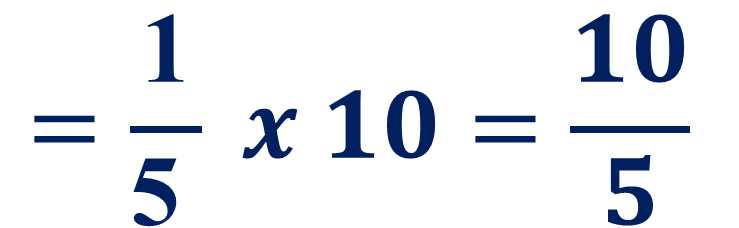 = 1/5 x 10 = 10/5